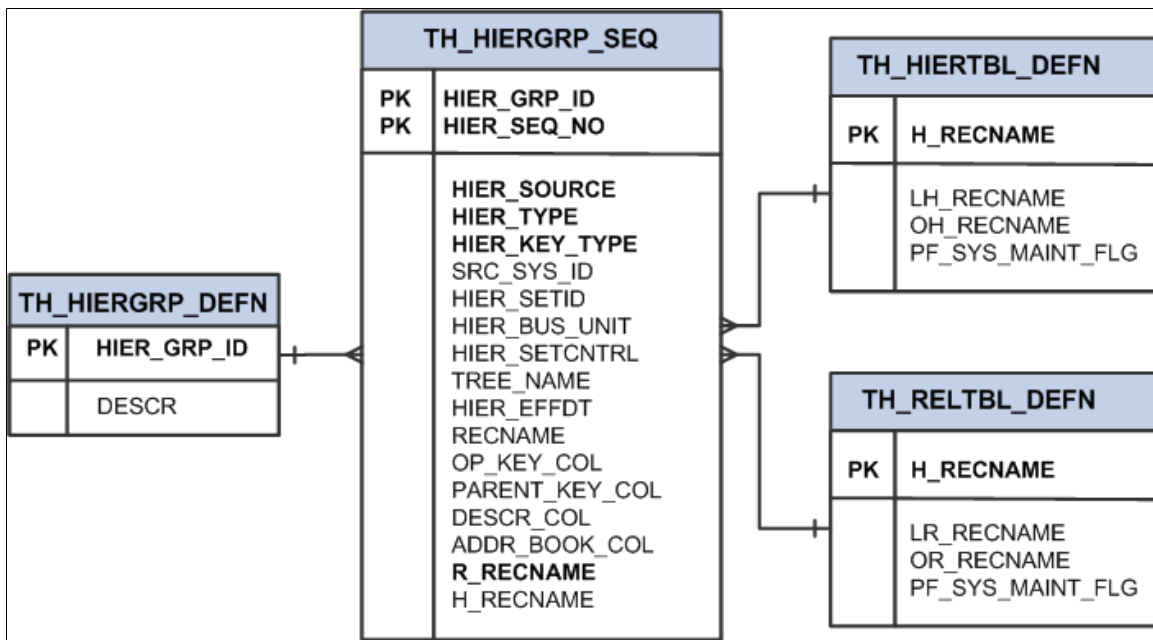 TH_HIERGRP_DEFN
PK HIER_GRP_ID
DESCR
TH_HIERGRP_SEQ
PK HIER_GRP_ID
PK HIER_SEQ_NO
HIER_SOURCE
HIER_TYPE
HIER_KEY_TYPE
SRC_SYS_ID
HIER_SETID
HIER_BUS_UNIT
HIER_SETCNTRL
TREE_NAME
HIER_EFFDT
RECNAME
OP_KEY_COL
PARENT_KEY_COL
DESCR_COL
ADDR_BOOK_COL
R_RECNAME
H_RECNAME
TH_HIERTBL_DEFN
PK H_RECNAME
LH_RECNAME
OH_RECNAME
PF_SYS_MAINT_FLG
TH_RELTBL_DEFN
PK H_RECNAME
LR_RECNAME
OR_RECNAME
PF_SYS_MAINT_FLG